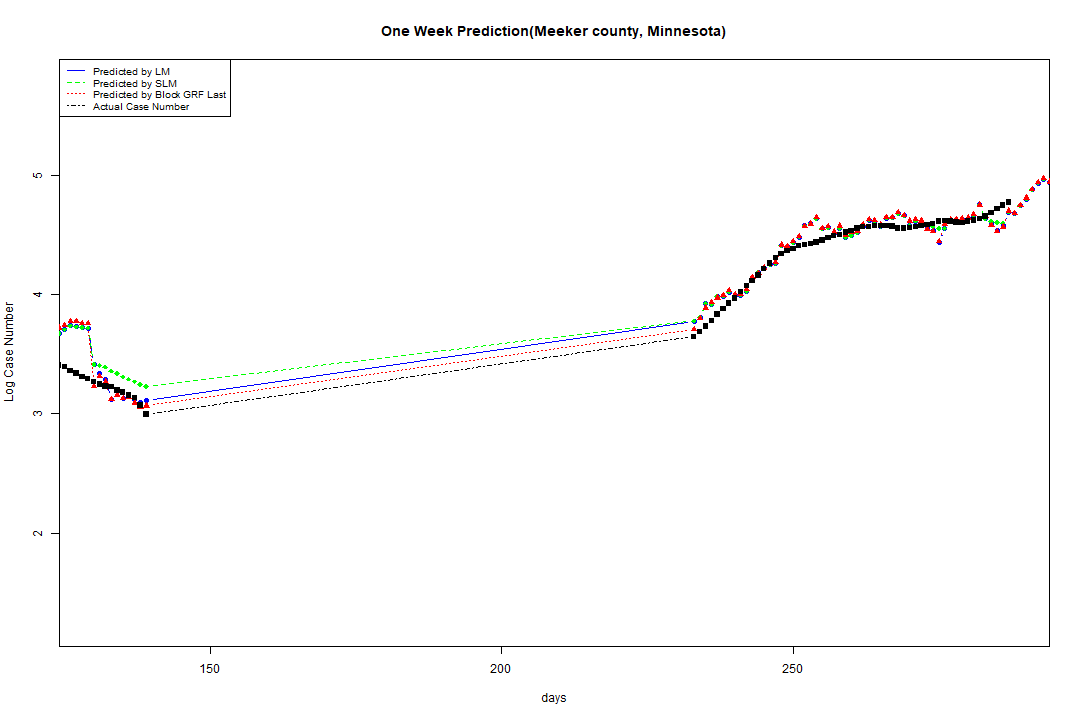 One Week Prediction(Meeker county, Minnesota)
Predicted by LM
Predicted by SLM
Predicted by Block GRF Last
Actual Case Number
5
4
3
2
Log Case Number
150
200
250
days